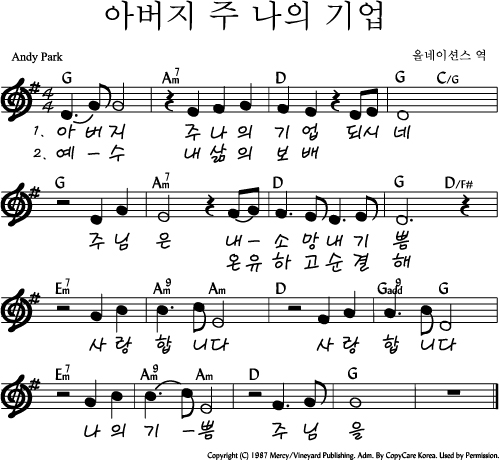 아버지 주 나의 기업
Andy Park 올네이션스 역
G Am7 D G C/G
4/4
1. 아 버 지 주 나 의 기 업 되시 네
2. 예 - 수 내 삶 의 보 배
G Am7 D G D/F#
주 님 은 내 - 소 망 내 기 쁨
온 유 하 고 순 결 해
Em7 Am9 Am D Gadd9 G
사 랑 합 니 다 사 랑 합 니 다
Em7 Am9 Am D G
나 의 기 - 쁨 주 님 을
Copyright (C) 1987 Mercy/Vineyard Publishing. Adm. By CopyCare Korea. Used by Permission.